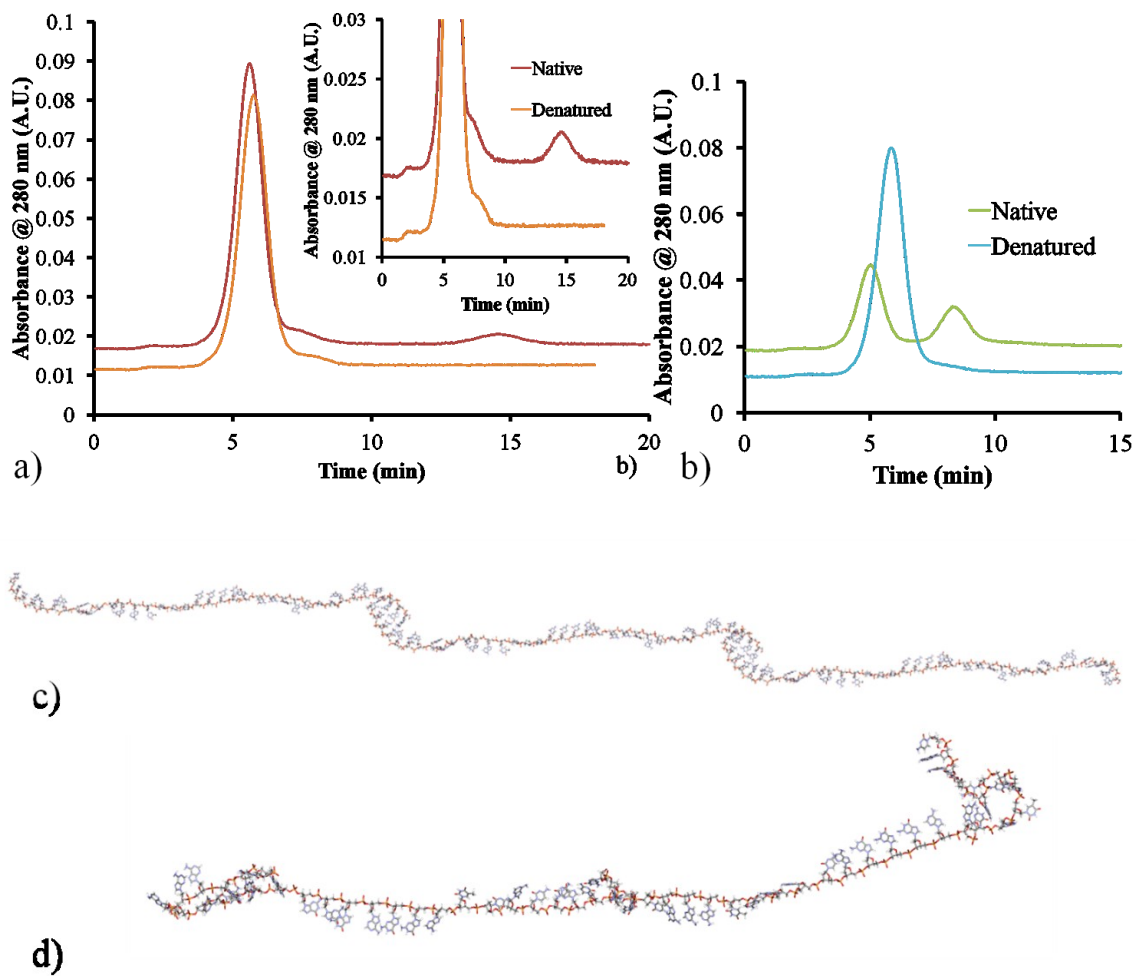 0.1
0.09
0.08
0.07
0.06
0.05
0.04
0.03
0.02
0.01
0
Absorbance @ 280 nm (A.U.)
0 5 10 15 20
Time (min)
a)
b)
0.03
0.025
0.02
0.015
0.01
Absorbance @ 280 nm (A.U.)
Native
Denatured
0 5 10 15 20
Time (min)
0.1
0.08
0.06
0.04
0.02
0
Absorbance @ 280 nm (A.U.)
Native
Denatured
0 5 10 15
Time (min)
b)
c)
d)